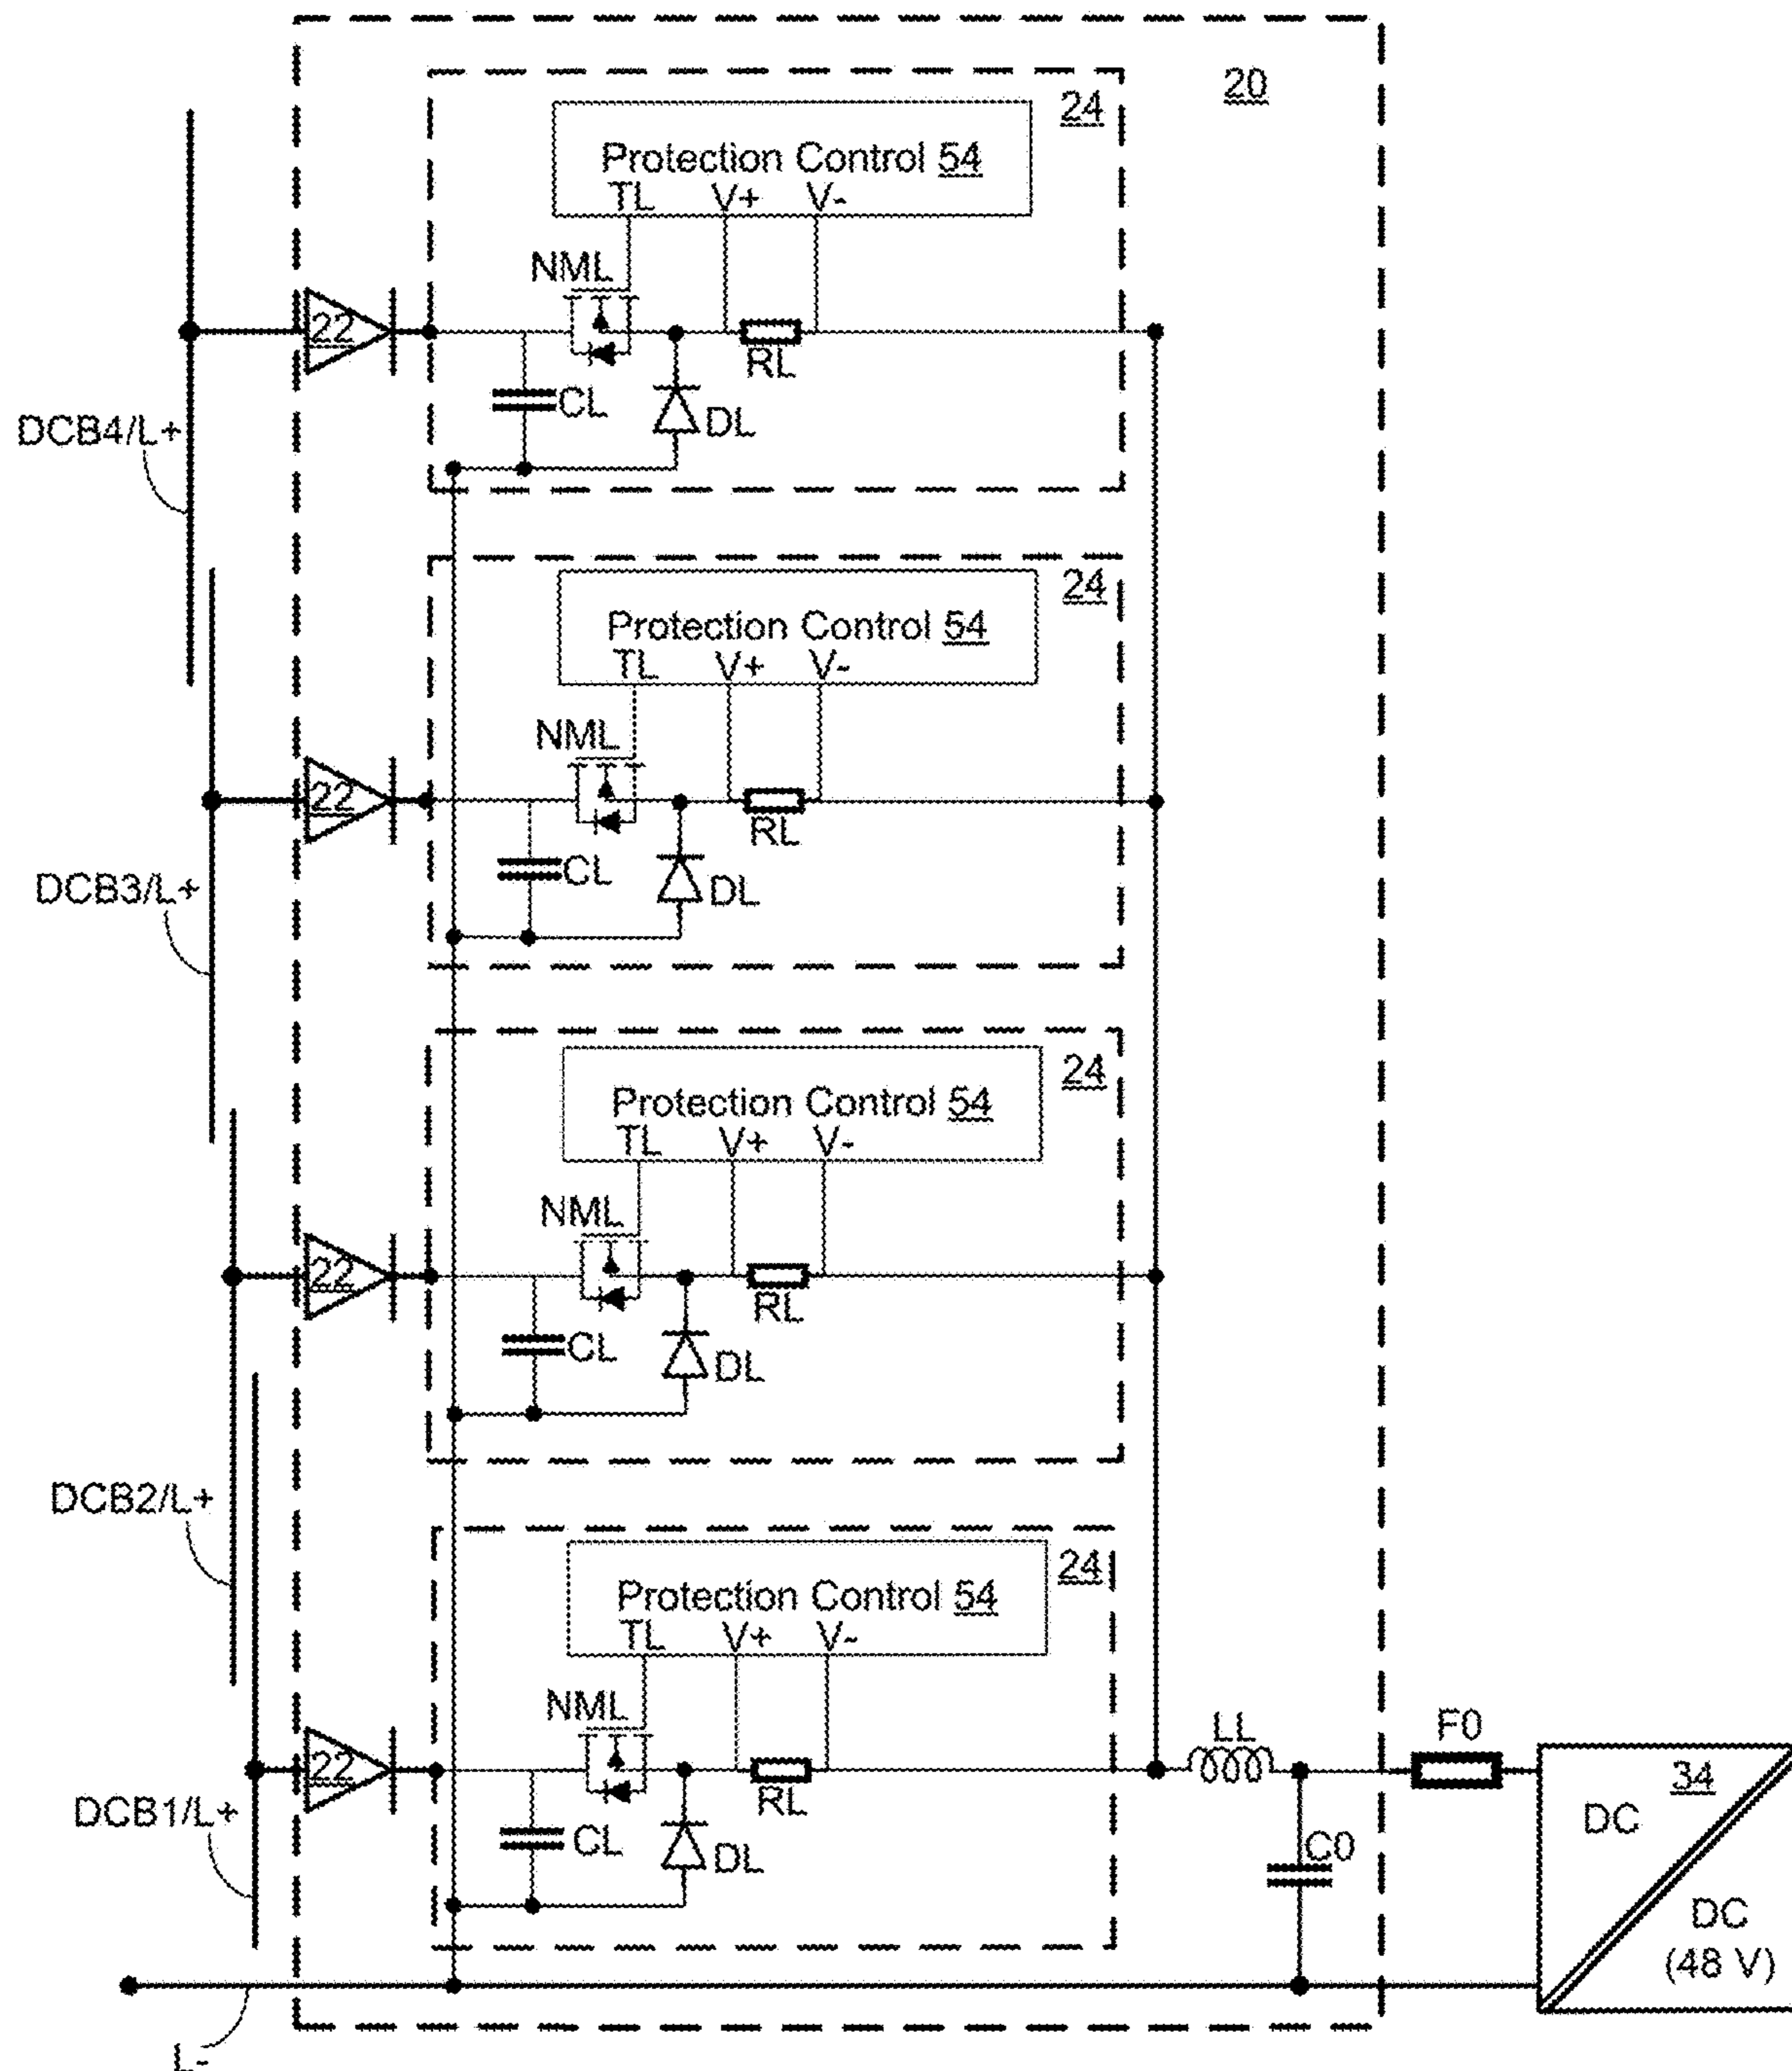 20
24
Protection Control 54
TL V+ V-
NML
22
RL
CL
DL
DCB4/L+
24
Protection Control 54
TL V+ V-
NML
22
RL
CL
DL
DCB3/L+
24
Protection Control 54
TL V+ V-
NML
22
RL
CL
DL
DCB2/L+
24
Protection Control 54
TL V+ V-
NML
22
RL
CL
DL
DCB1/L+
LL
F0
C0
34
DC
DC
(48 V)
L-